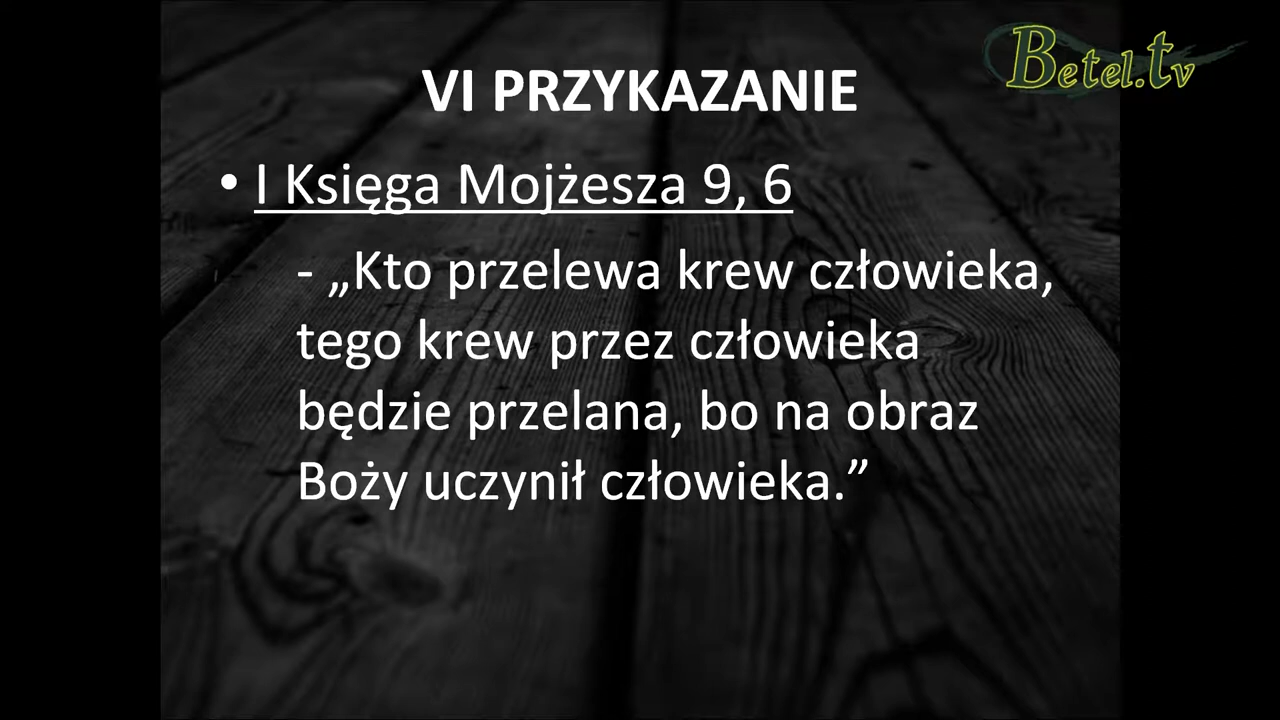 Betel.tv
VI PRZYKAZANIE
• I Księga Mojżesza 9, 6
- „Kto przelewa krew człowieka,
tego krew przez człowieka
będzie przelana, bo na obraz
Boży uczynił człowieka.”